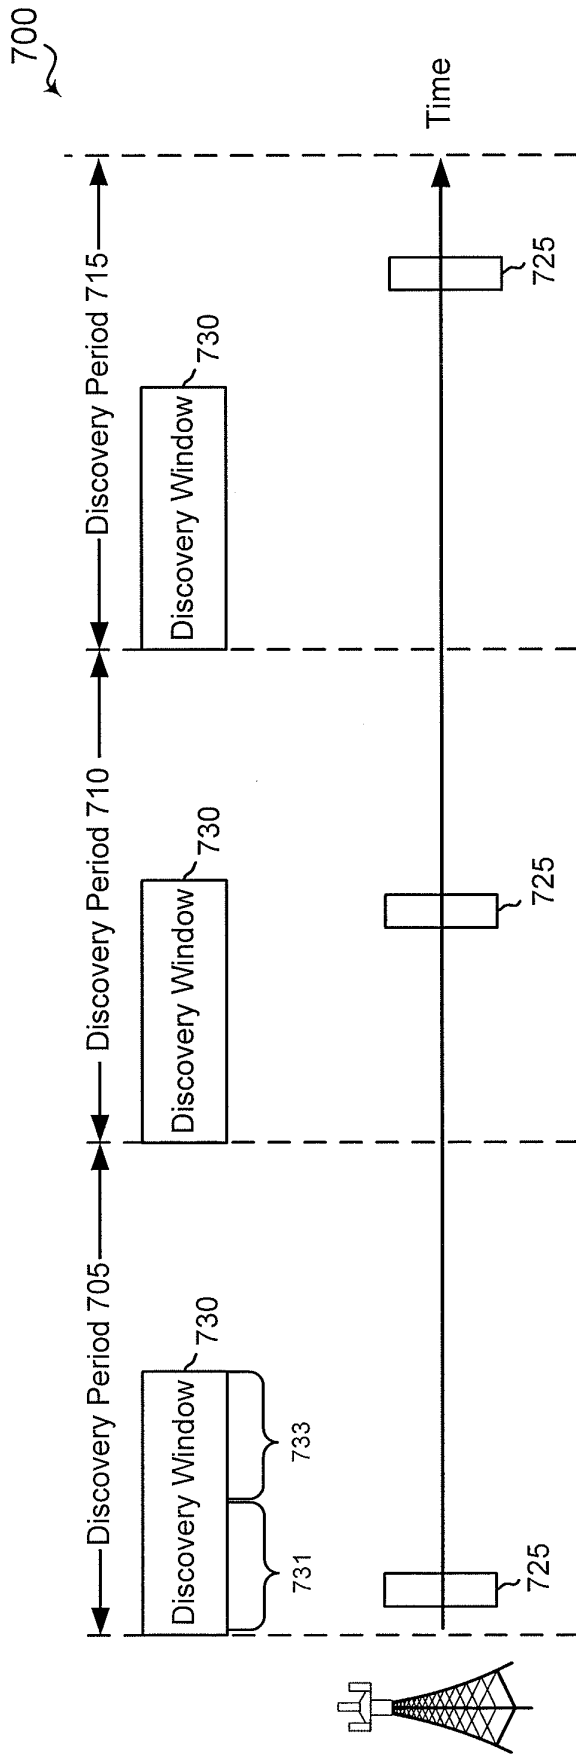 700
Discovery Period 705
Discovery Period 710
Discovery Period 715
Discovery Window
730
Discovery Window
730
Discovery Window
730
731
733
Time
725
725
725